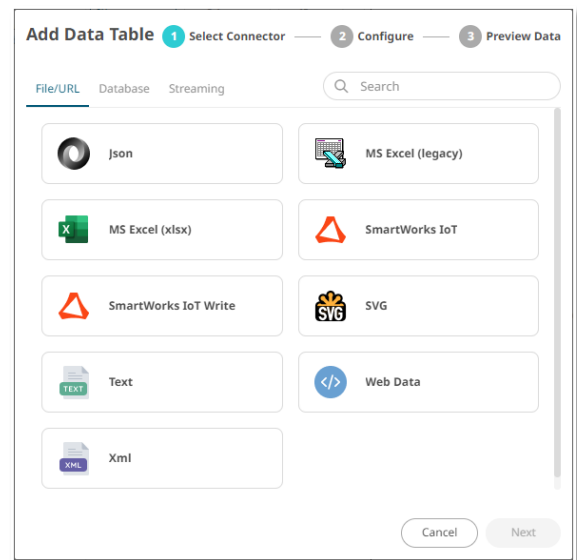 Add Data Table 1 Select Connector 2 Configure 3 Preview Data
File/URL Database Streaming Search
Json MS Excel (legacy)
X MS Excel (xlsx) SmartWorks IoT
SmartWorks IoT Write SVG SVG
TEXT Text </> Web Data
XML Xml
Cancel Next